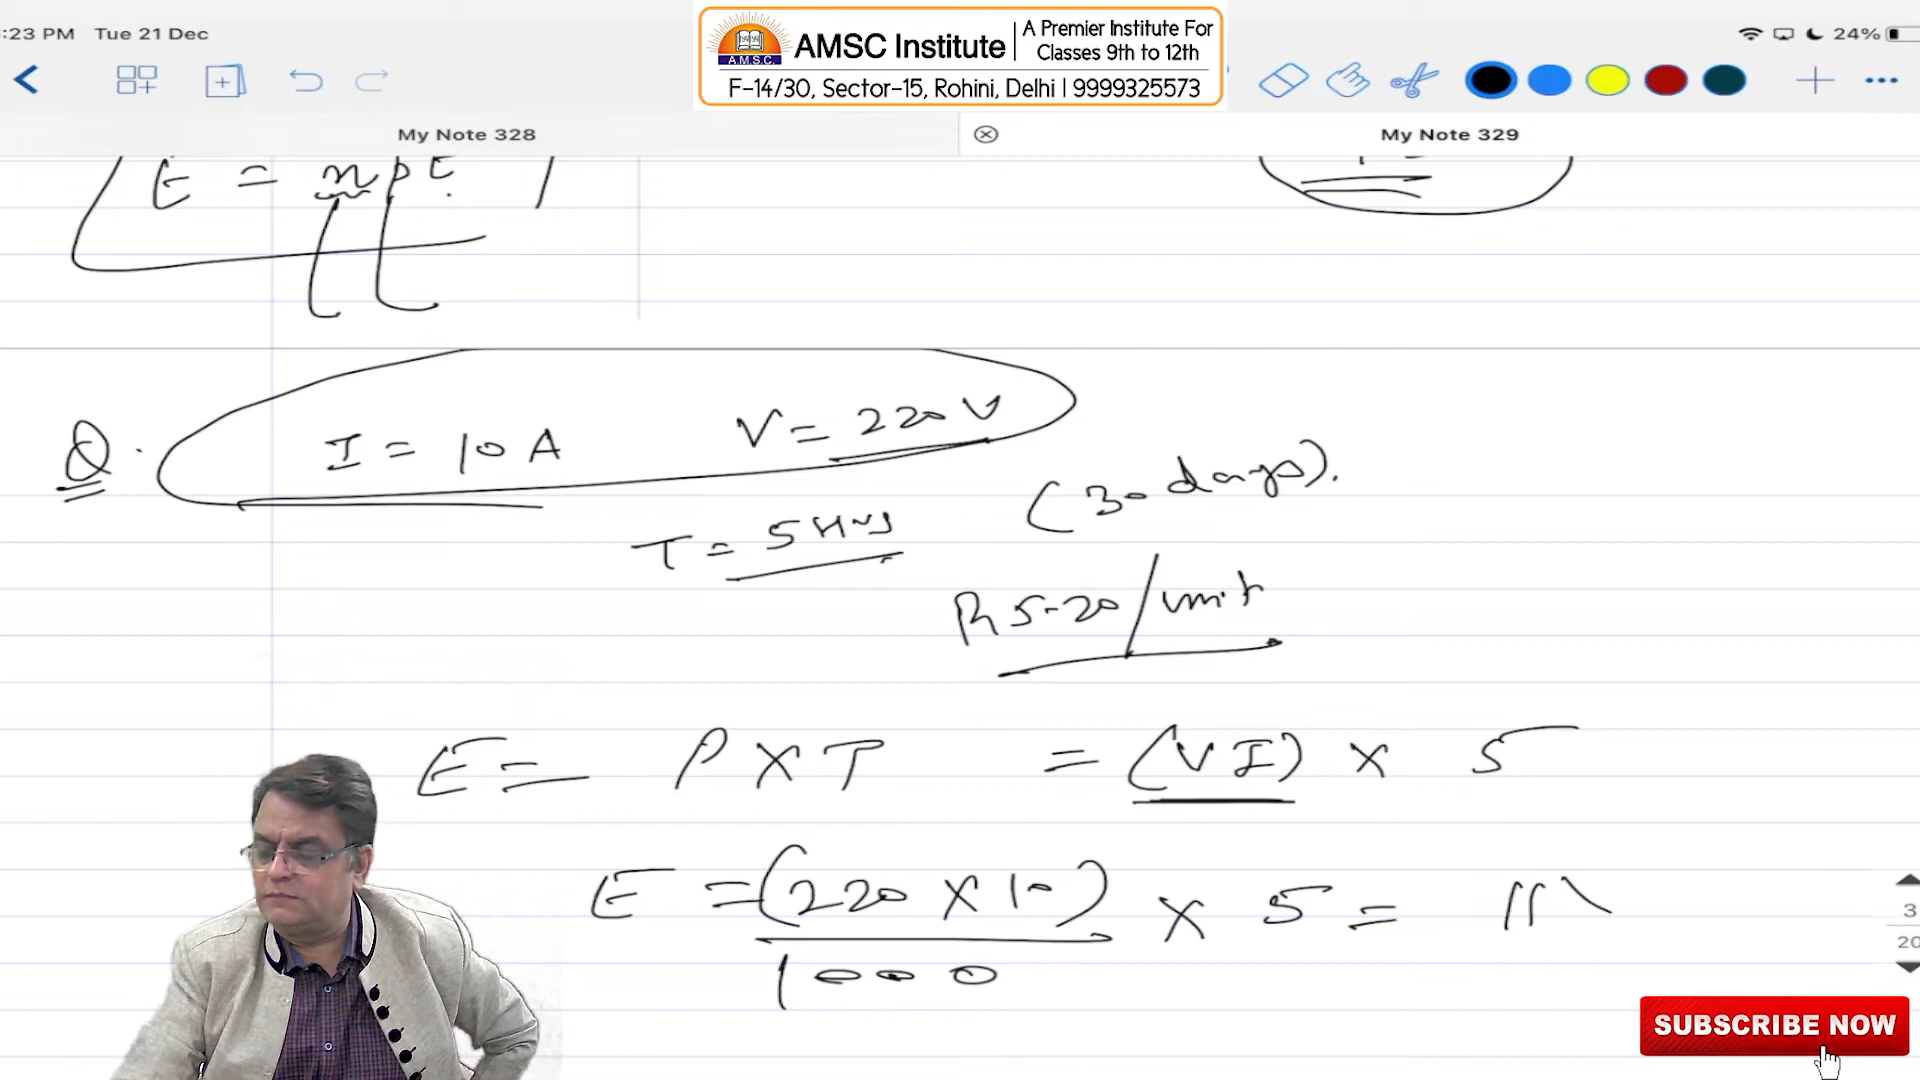 :23 PM Tue 21 Dec
AMSC Institute
A.M.S.C.
A Premier Institute For
Classes 9th to 12th
F-14/30, Sector-15, Rohini, Delhi | 9999325573
24%
My Note 328
My Note 329
E = npt
Q. I = 10 A V = 220 V
(30 days).
T = 5 Hrs
Rs 5.20/unit
E = P X T = (VI) X 5
E = (220 X 10) X 5 = 11
1000
3
20
SUBSCRIBE NOW